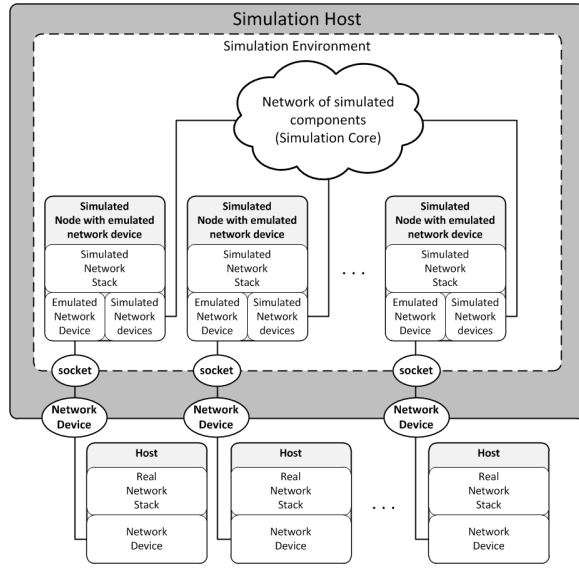 Simulation Host
Simulation Environment
Network of simulated
components
(Simulation Core)
Simulated
Node with emulated
network device
Simulated
Network
Stack
Emulated
Network
Device
Simulated
Network
devices
Simulated
Node with emulated
network device
Simulated
Network
Stack
Emulated
Network
Device
Simulated
Network
devices
. . .
Simulated
Node with emulated
network device
Simulated
Network
Stack
Emulated
Network
Device
Simulated
Network
devices
socket
socket
socket
Network
Device
Network
Device
Network
Device
Host
Real
Network
Stack
Network
Device
Host
Real
Network
Stack
Network
Device
. . .
Host
Real
Network
Stack
Network
Device